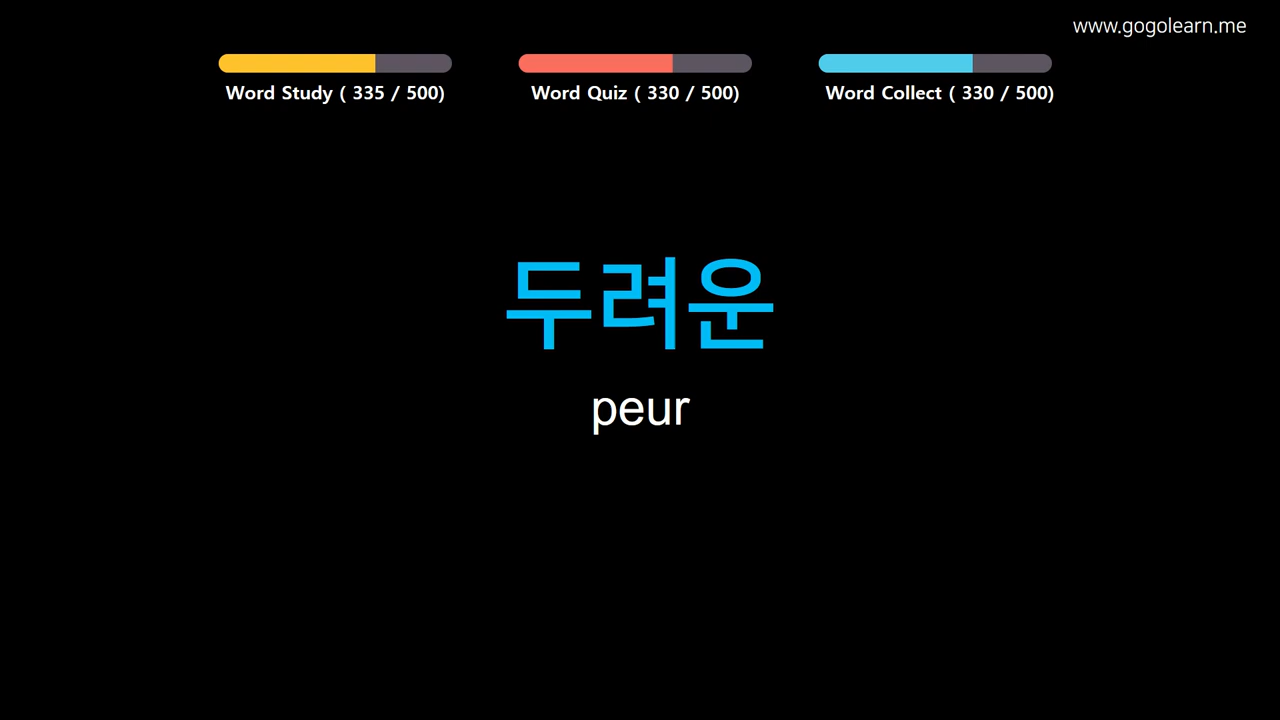 www.gogolearn.me
Word Study ( 335 / 500)
Word Quiz ( 330 / 500)
Word Collect ( 330 / 500)
두려운
peur